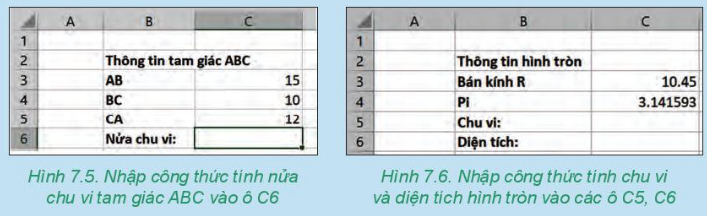 A B C
1
2 Thông tin tam giác ABC
3 AB 15
4 BC 10
5 CA 12
6 Nửa chu vi:
Hình 7.5. Nhập công thức tính nửa
chu vi tam giác ABC vào ô C6
A B C
1
2 Thông tin hình tròn
3 Bán kính R 10.45
4 Pi 3.141593
5 Chu vi:
6 Diện tích:
Hình 7.6. Nhập công thức tính chu vi
và diện tích hình tròn vào các ô C5, C6